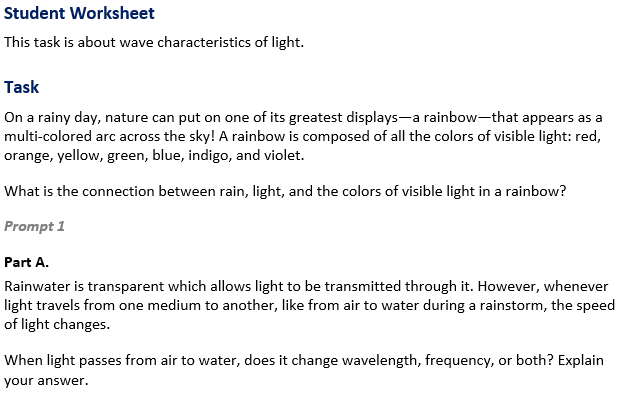 Student Worksheet
This task is about wave characteristics of light.
Task
On a rainy day, nature can put on one of its greatest displays—a rainbow—that appears as a
multi-colored arc across the sky! A rainbow is composed of all the colors of visible light: red,
orange, yellow, green, blue, indigo, and violet.
What is the connection between rain, light, and the colors of visible light in a rainbow?
Prompt 1
Part A.
Rainwater is transparent which allows light to be transmitted through it. However, whenever
light travels from one medium to another, like from air to water during a rainstorm, the speed
of light changes.
When light passes from air to water, does it change wavelength, frequency, or both? Explain
your answer.